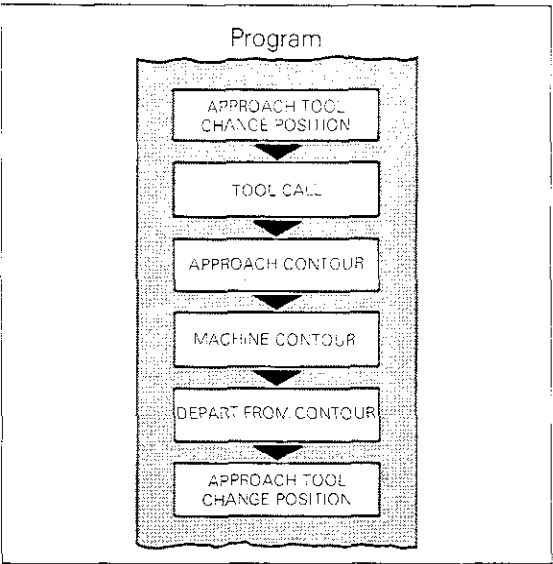 Program
APPROACH TOOL
CHANGE POSITION
TOOL CALL
APPROACH CONTOUR
MACHINE CONTOUR
DEPART FROM CONTOUR
APPROACH TOOL
CHANGE POSITION